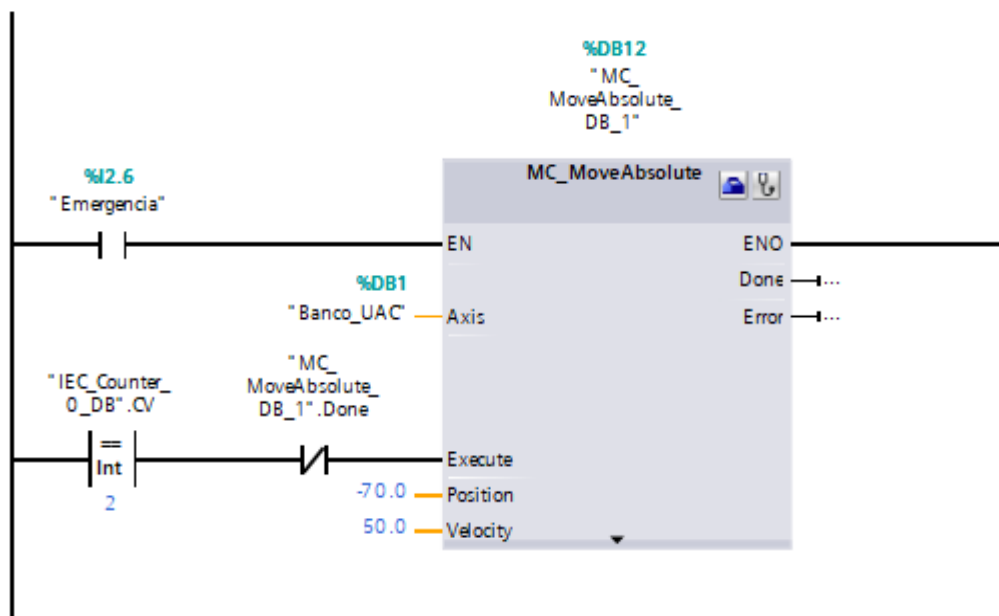 %DB12
"MC_
MoveAbsolute_
DB_1"
MC_MoveAbsolute
%I2.6
"Emergencia"
EN
ENO
Done
...
%DB1
"Banco_UAC"
Axis
Error
...
"IEC_Counter_
0_DB".CV
"MC_
MoveAbsolute_
DB_1".Done
==
Int
2
Execute
-70.0
Position
50.0
Velocity